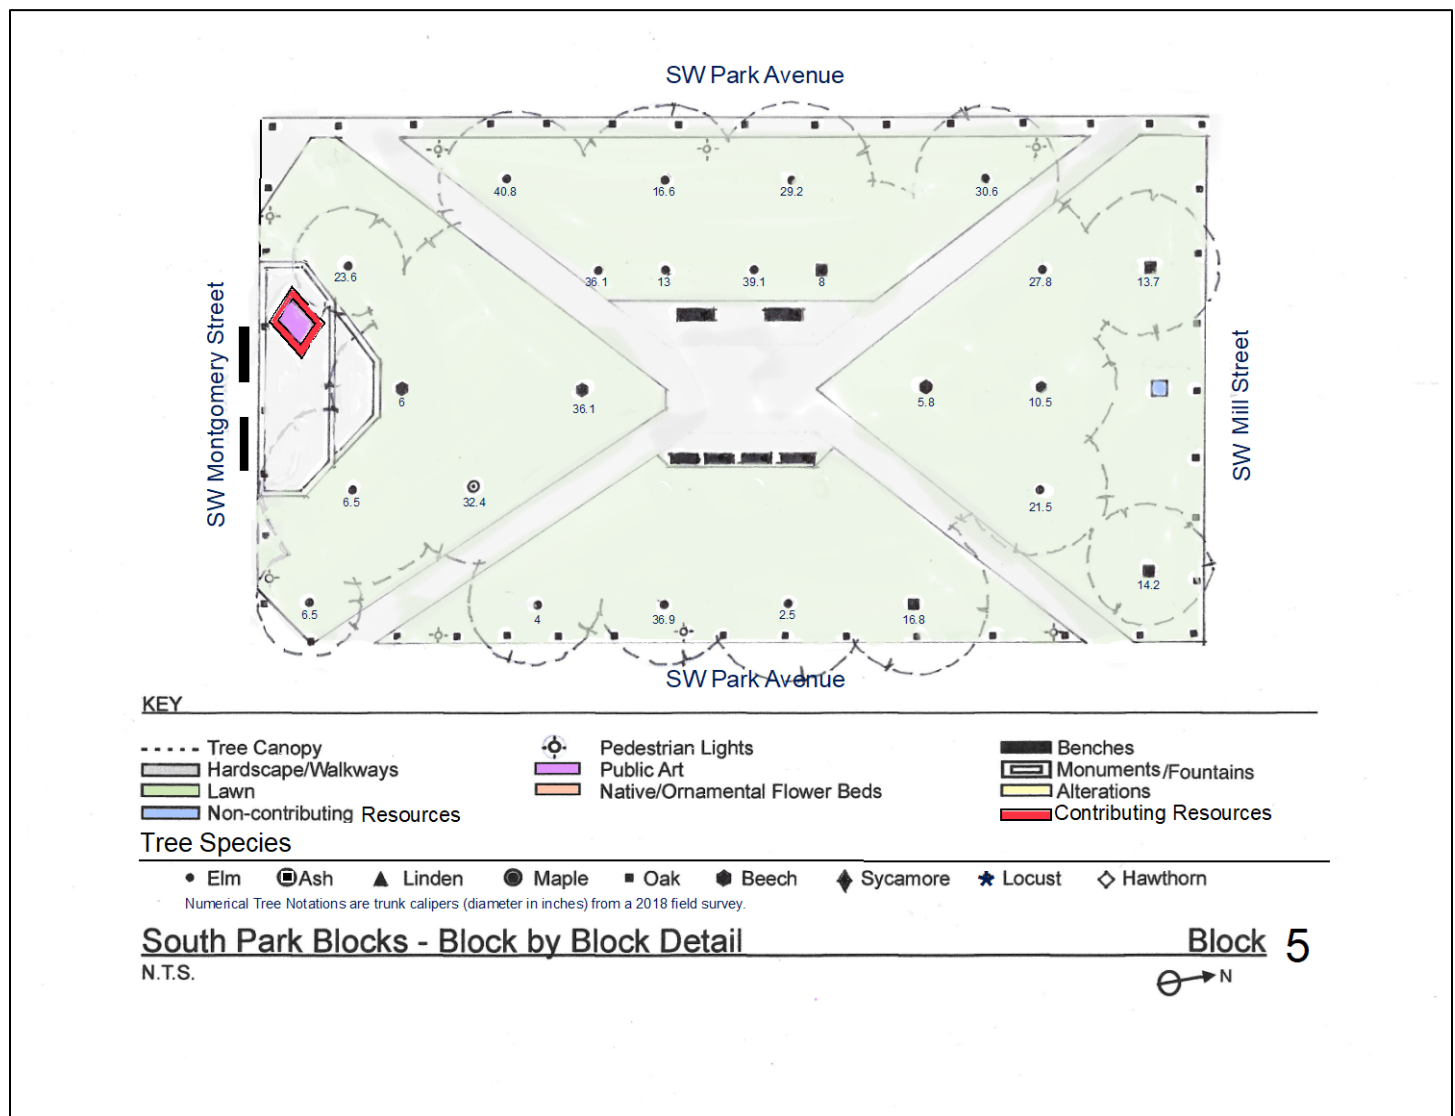 SW Park Avenue
40.8 16.6 29.2 30.6
23.6 36.1 13 39.1 8 27.8 13.7
SW Montgomery Street
SW Mill Street
6 36.1 5.8 10.5
6.5 32.4 21.5
14.2
6.5 4 36.9 2.5 16.8
SW Park Avenue
KEY
Tree Canopy Pedestrian Lights Benches
Hardscape/Walkways Public Art Monuments/Fountains
Lawn Native/Ornamental Flower Beds Alterations
Non-contributing Resources Contributing Resources
Tree Species
Elm Ash Linden Maple Oak Beech Sycamore Locust Hawthorn
Numerical Tree Notations are trunk calipers (diameter in inches) from a 2018 field survey.
South Park Blocks - Block by Block Detail Block 5
N.T.S. N